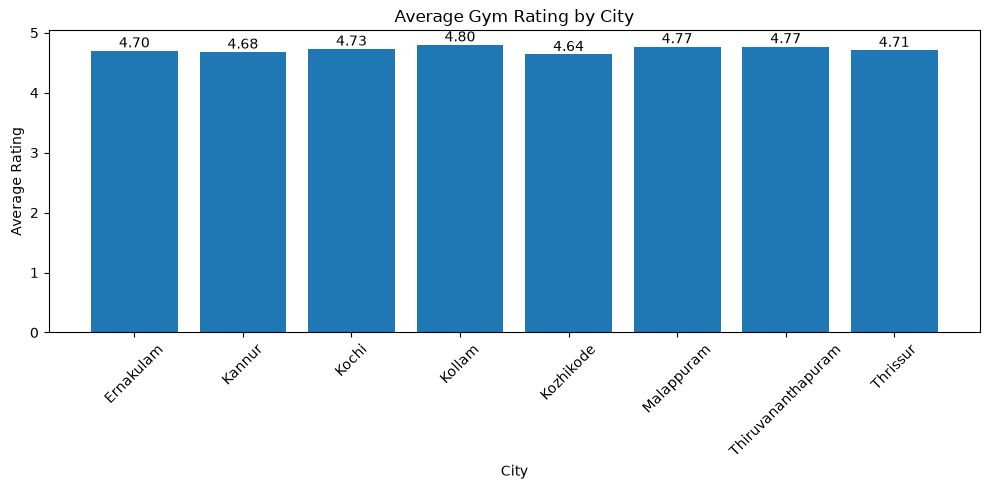 Average Gym Rating by City
Average Rating
5
4
3
2
1
0
4.70
4.68
4.73
4.80
4.64
4.77
4.77
4.71
Ernakulam
Kannur
Kochi
Kollam
Kozhikode
Malappuram
Thiruvananthapuram
Thrissur
City